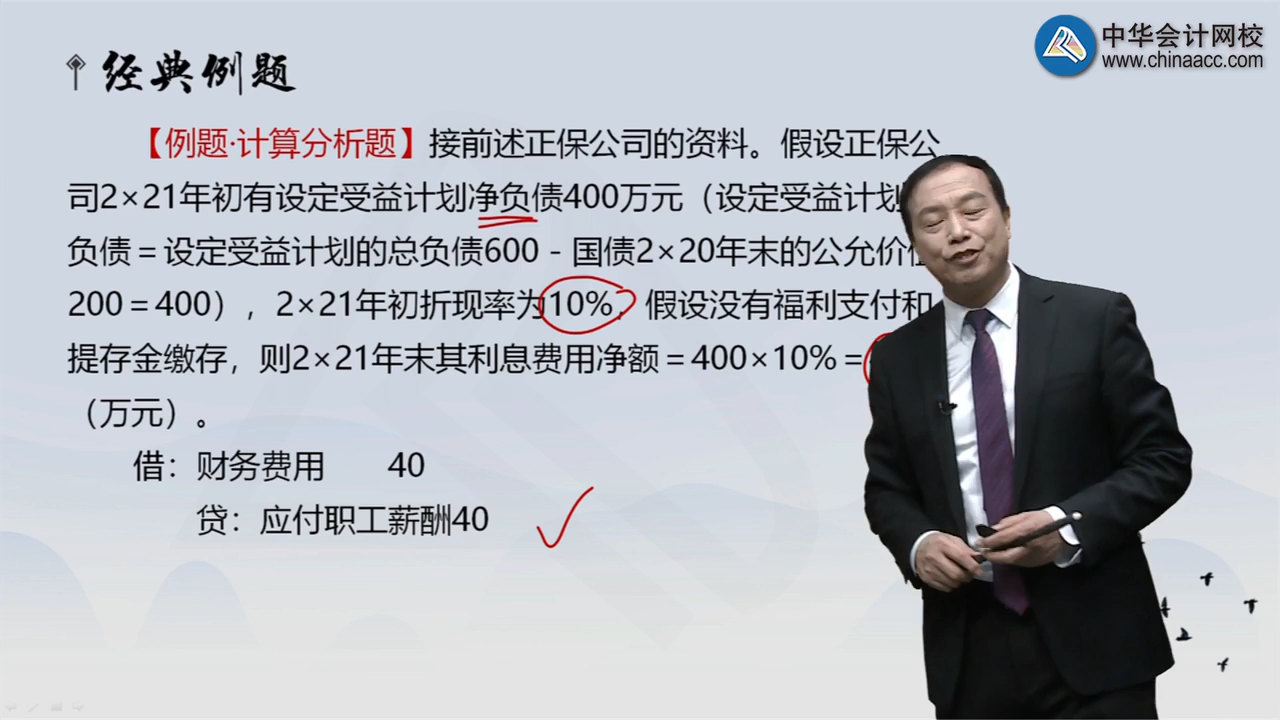 中华会计网校
www.chinaacc.com
经典例题
【例题·计算分析题】接前述正保公司的资料。假设正保公
司2×21年初有设定受益计划净负债400万元（设定受益计划
负债＝设定受益计划的总负债600－国债2×20年末的公允价
200＝400），2×21年初折现率为10%，假设没有福利支付和
提存金缴存，则2×21年末其利息费用净额＝400×10%＝
（万元）。
借：财务费用 40
贷：应付职工薪酬40